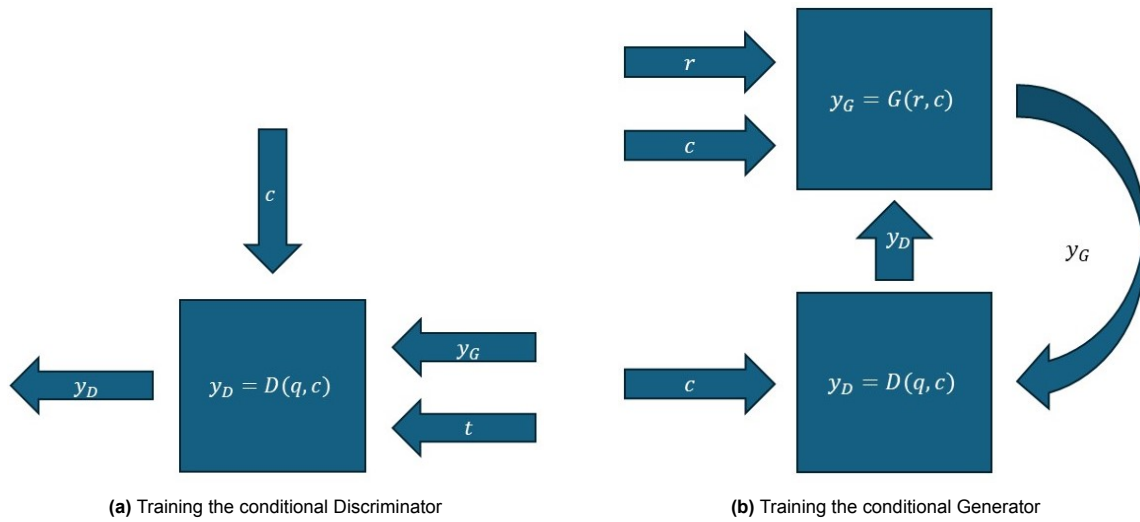 c
y_D
y_D = D(q, c)
y_G
t
(a) Training the conditional Discriminator
r
c
y_G = G(r, c)
y_D
y_G
c
y_D = D(q, c)
(b) Training the conditional Generator